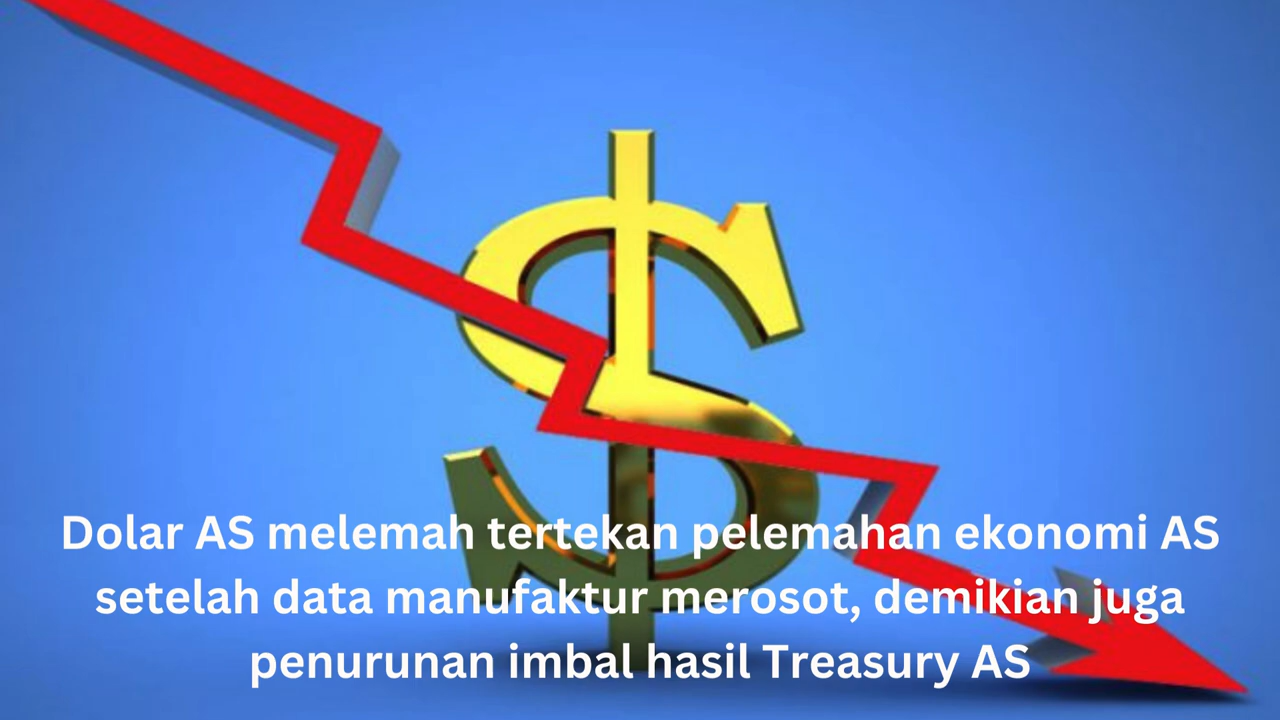 Dolar AS melemah tertekan pelemahan ekonomi AS
setelah data manufaktur merosot, demikian juga
penurunan imbal hasil Treasury AS